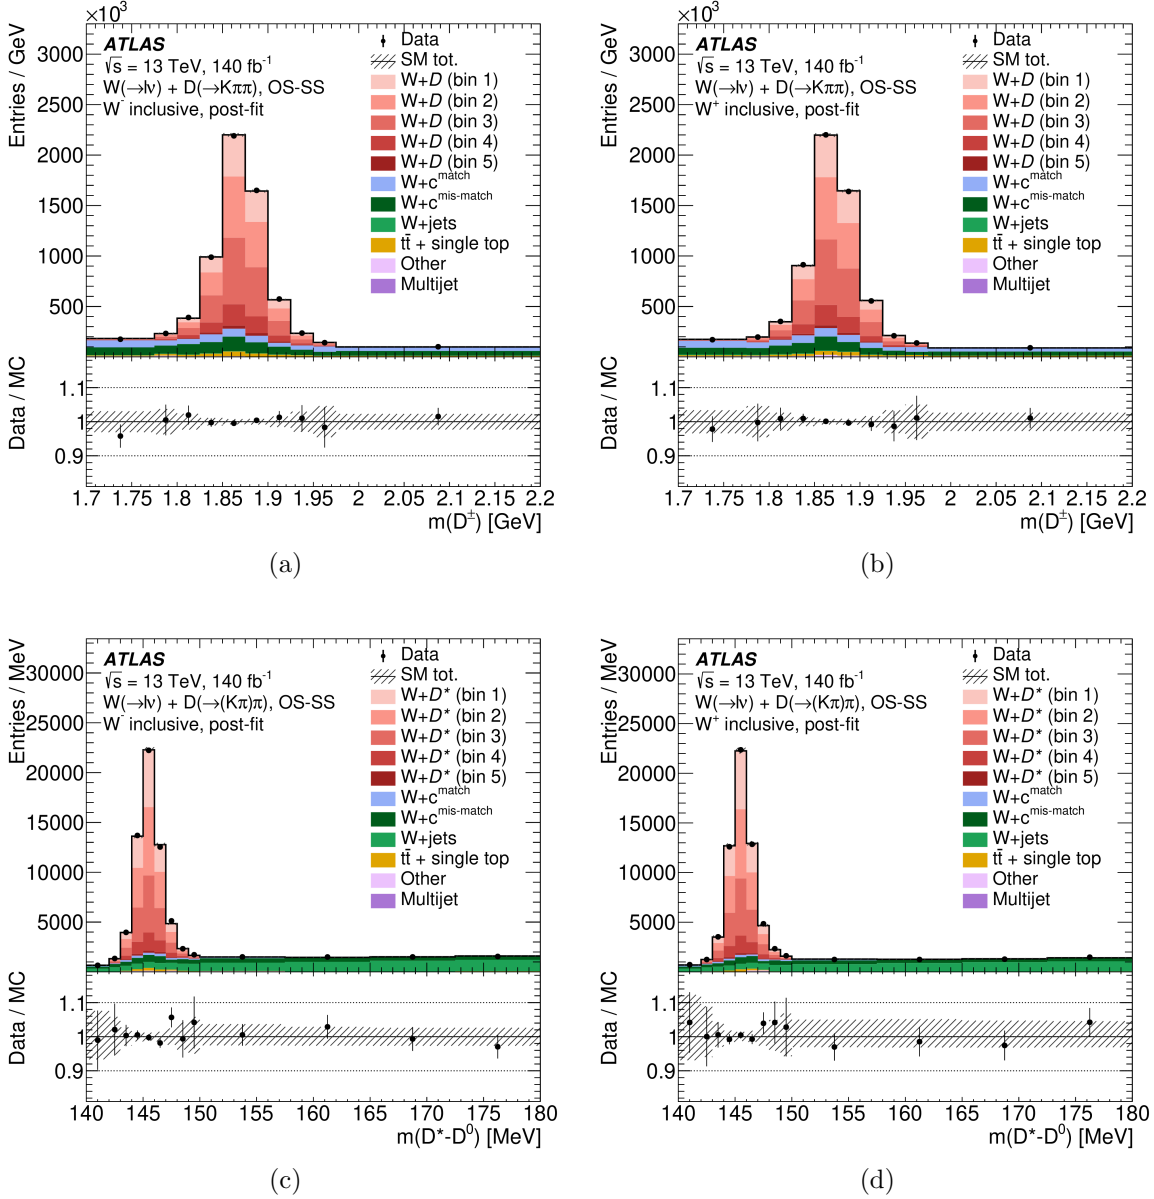 ×10³
Entries / GeV
3000
2500
2000
1500
1000
500
ATLAS
√s = 13 TeV, 140 fb⁻¹
W(→lν) + D(→Kππ), OS-SS
W⁻ inclusive, post-fit
Data
SM tot.
W+D (bin 1)
W+D (bin 2)
W+D (bin 3)
W+D (bin 4)
W+D (bin 5)
W+c^match
W+c^mis-match
W+jets
tt̄ + single top
Other
Multijet
Data / MC
1.1
1
0.9
1.7 1.75 1.8 1.85 1.9 1.95 2 2.05 2.1 2.15 2.2
m(D±) [GeV]
(a)
×10³
Entries / GeV
3000
2500
2000
1500
1000
500
ATLAS
√s = 13 TeV, 140 fb⁻¹
W(→lν) + D(→Kππ), OS-SS
W⁺ inclusive, post-fit
Data
SM tot.
W+D (bin 1)
W+D (bin 2)
W+D (bin 3)
W+D (bin 4)
W+D (bin 5)
W+c^match
W+c^mis-match
W+jets
tt̄ + single top
Other
Multijet
Data / MC
1.1
1
0.9
1.7 1.75 1.8 1.85 1.9 1.95 2 2.05 2.1 2.15 2.2
m(D±) [GeV]
(b)
Entries / MeV
30000
25000
20000
15000
10000
5000
ATLAS
√s = 13 TeV, 140 fb⁻¹
W(→lν) + D(→(Kπ)π), OS-SS
W⁻ inclusive, post-fit
Data
SM tot.
W+D* (bin 1)
W+D* (bin 2)
W+D* (bin 3)
W+D* (bin 4)
W+D* (bin 5)
W+c^match
W+c^mis-match
W+jets
tt̄ + single top
Other
Multijet
Data / MC
1.1
1
0.9
140 145 150 155 160 165 170 175 180
m(D*-D⁰) [MeV]
(c)
Entries / MeV
30000
25000
20000
15000
10000
5000
ATLAS
√s = 13 TeV, 140 fb⁻¹
W(→lν) + D(→(Kπ)π), OS-SS
W⁺ inclusive, post-fit
Data
SM tot.
W+D* (bin 1)
W+D* (bin 2)
W+D* (bin 3)
W+D* (bin 4)
W+D* (bin 5)
W+c^match
W+c^mis-match
W+jets
tt̄ + single top
Other
Multijet
Data / MC
1.1
1
0.9
140 145 150 155 160 165 170 175 180
m(D*-D⁰) [MeV]
(d)